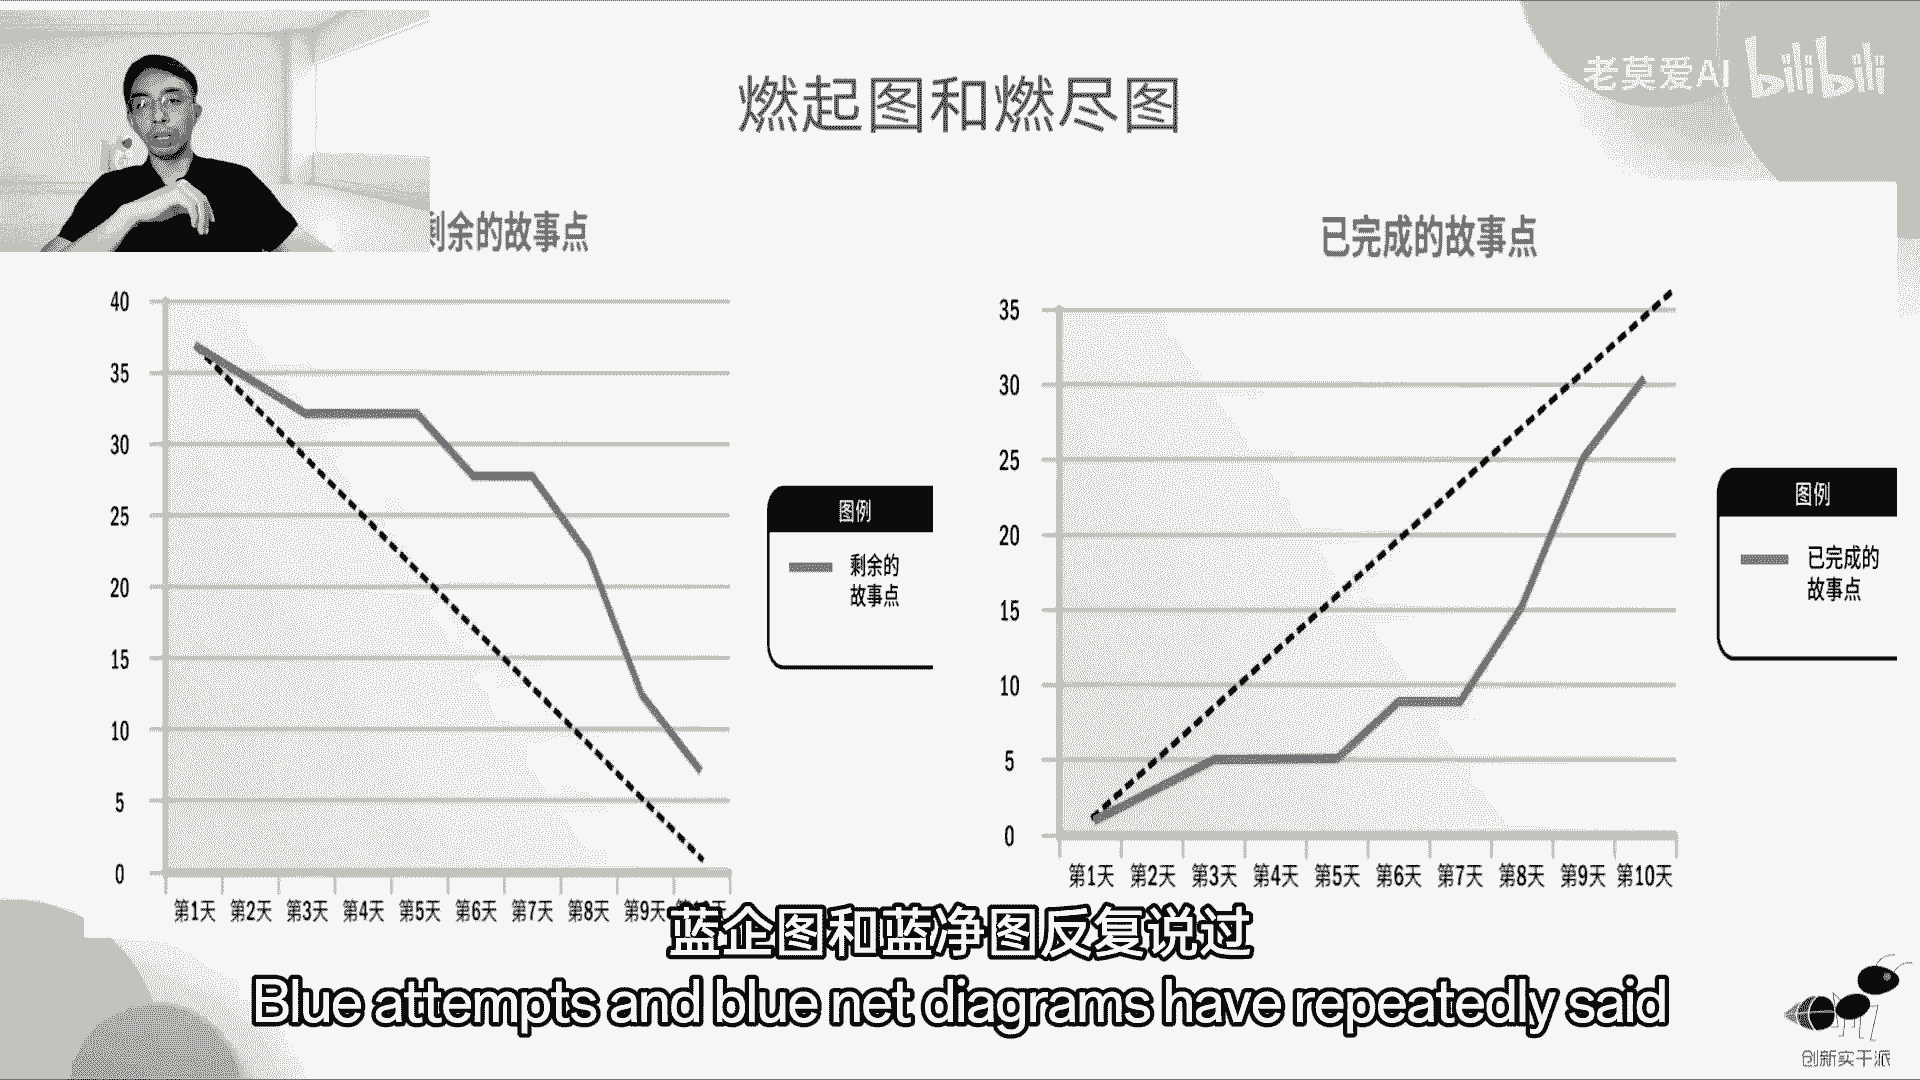 燃起图和燃尽图
老莫爱AI bilibili
剩余的故事点
40
35
30
25
20
15
10
5
0
第1天 第2天 第3天 第4天 第5天 第6天 第7天 第8天 第9天
图例
剩余的
故事点
已完成的故事点
35
30
25
20
15
10
5
0
第1天 第2天 第3天 第4天 第5天 第6天 第7天 第8天 第9天 第10天
图例
已完成的
故事点
蓝企图和蓝净图反复说过
Blue attempts and blue net diagrams have repeatedly said
创新实干派